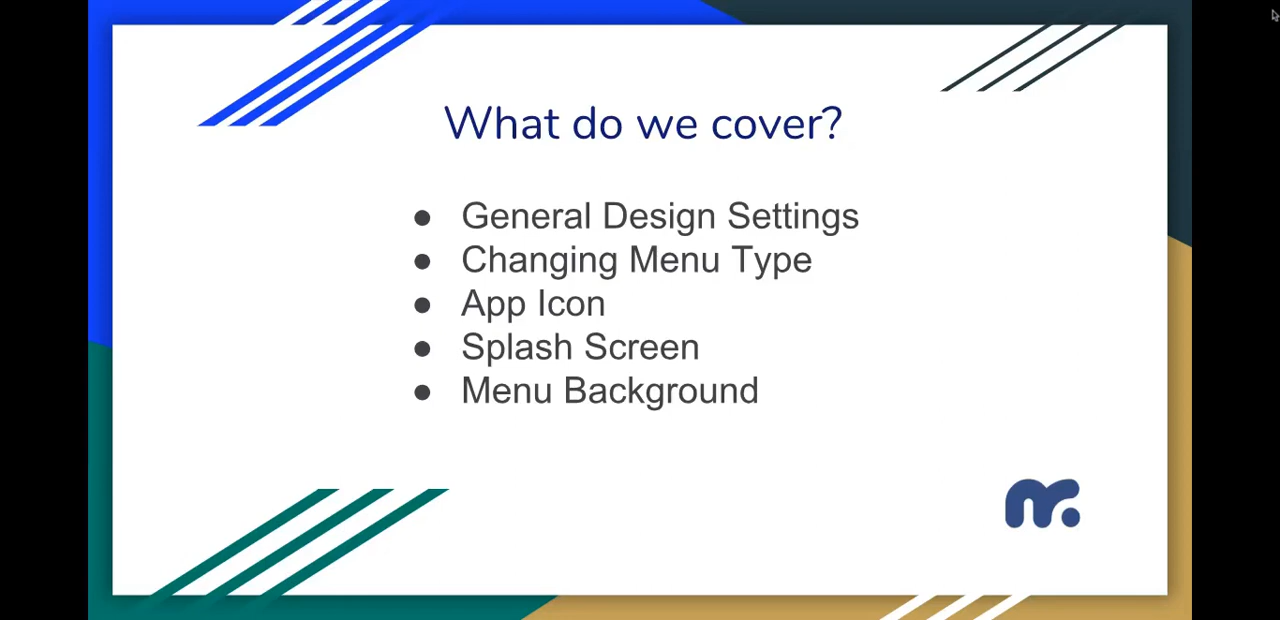 What do we cover?
● General Design Settings
● Changing Menu Type
● App Icon
● Splash Screen
● Menu Background